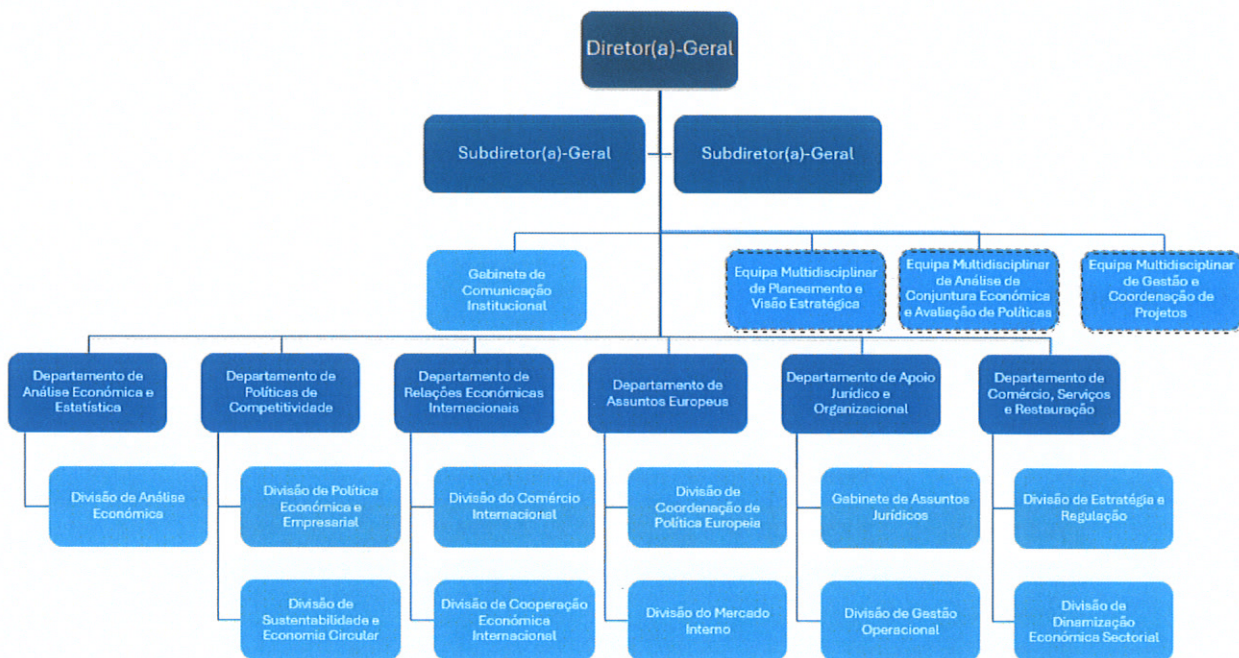 Diretor(a)-Geral
Subdiretor(a)-Geral
Subdiretor(a)-Geral
Gabinete de
Comunicação
Institucional
Equipa Multidisciplinar
de Planeamento e
Visão Estratégica
Equipa Multidisciplinar
de Análise de
Conjuntura Económica
e Avaliação de Políticas
Equipa Multidisciplinar
de Gestão e
Coordenação de
Projetos
Departamento de
Análise Económica e
Estatística
Departamento de
Políticas de
Competitividade
Departamento de
Relações Económicas
Internacionais
Departamento de
Assuntos Europeus
Departamento de Apoio
Jurídico e
Organizacional
Departamento de
Comércio, Serviços
e Restauração
Divisão de Análise
Económica
Divisão de Política
Económica e
Empresarial
Divisão do Comércio
Internacional
Divisão de
Coordenação de
Política Europeia
Gabinete de Assuntos
Jurídicos
Divisão de Estratégia e
Regulação
Divisão de
Sustentabilidade e
Economia Circular
Divisão de Cooperação
Económica
Internacional
Divisão do Mercado
Interno
Divisão de Gestão
Operacional
Divisão de
Dinamização
Económica Sectorial